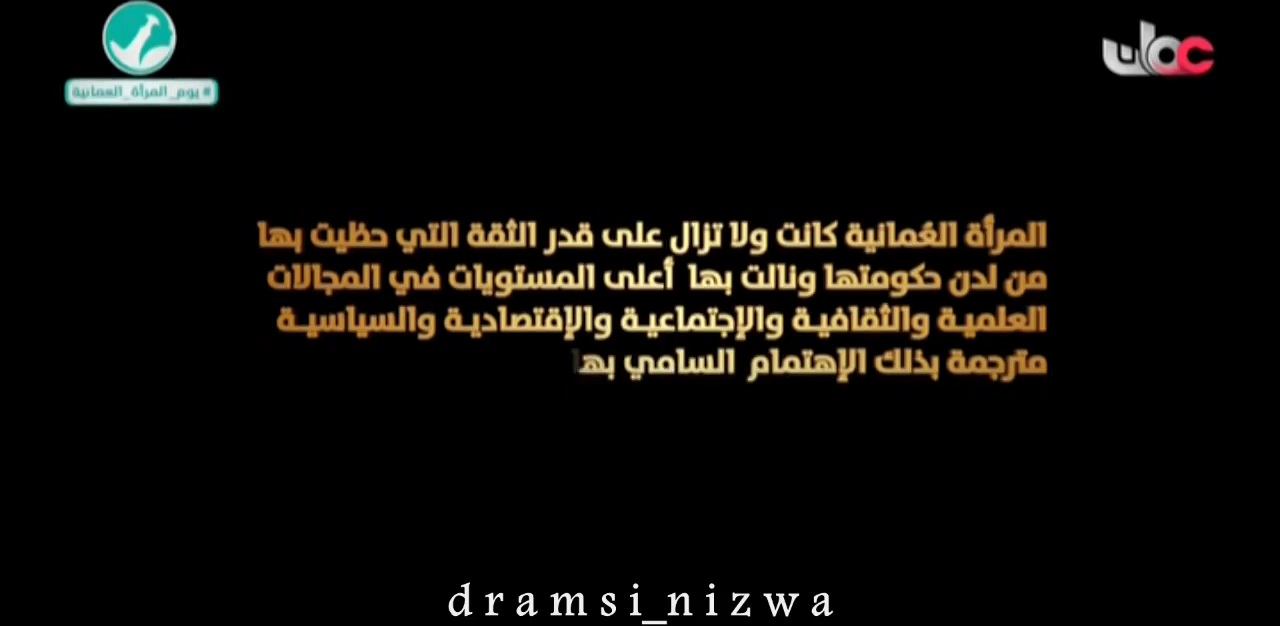 عمان
#يوم_المرأة_العمانية
المرأة العُمانية كانت ولا تزال على قدر الثقة التي حظيت بها
من لدن حكومتها ونالت بها أعلى المستويات في المجالات
العلمية والثقافية والإجتماعية والإقتصادية والسياسية
مترجمة بذلك الإهتمام السامي بها
dramsi_nizwa